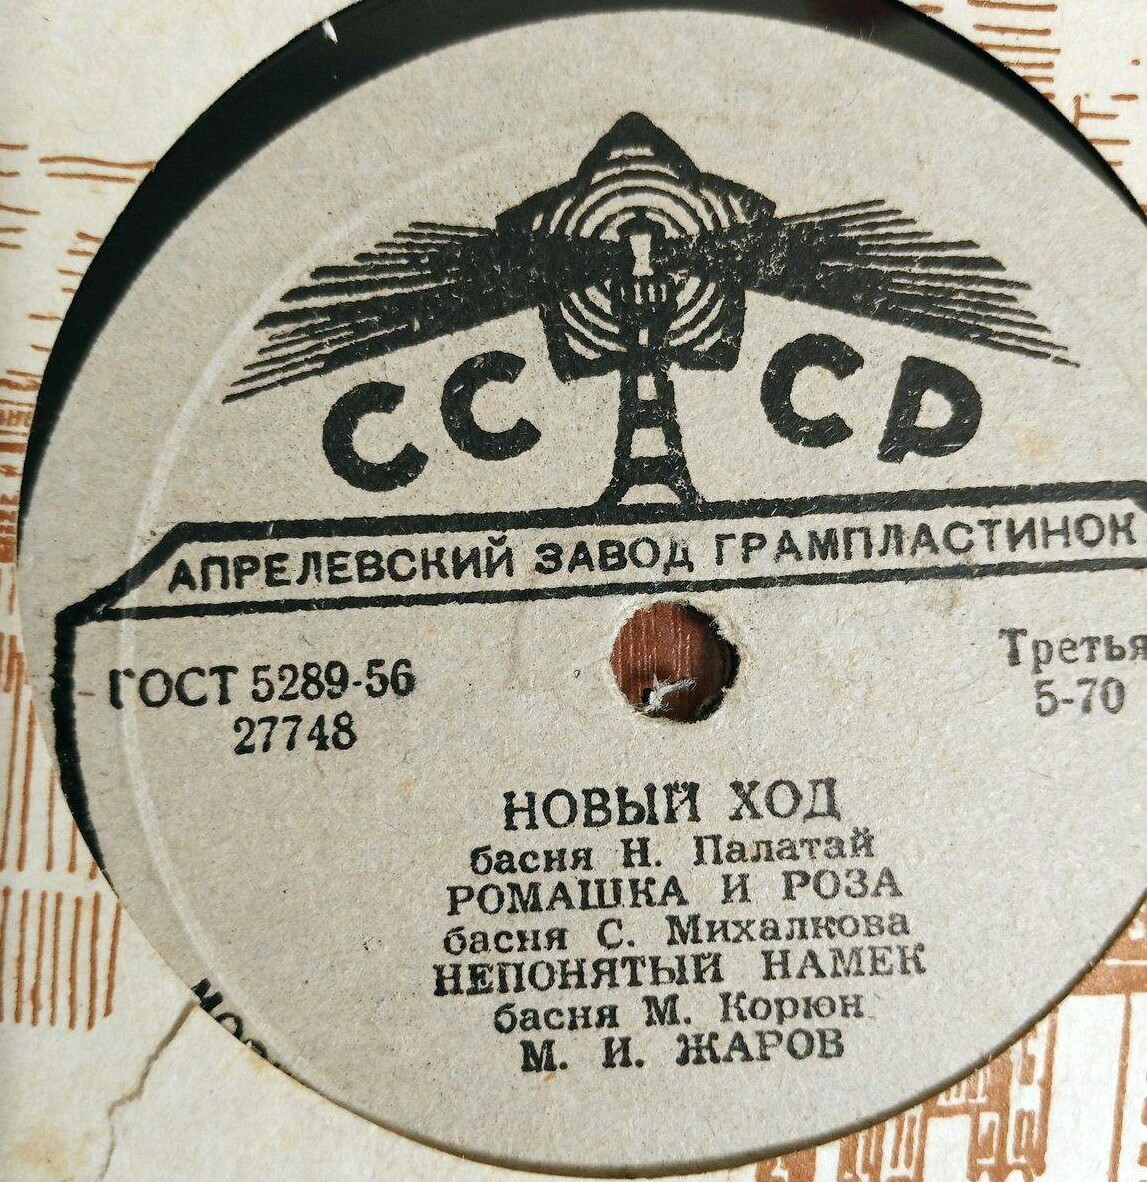 СССР
АПРЕЛЕВСКИЙ ЗАВОД ГРАМПЛАСТИНОК
ГОСТ 5289-56
27748
Третья
5-70
НОВЫЙ ХОД
басня Н. Палатай
РОМАШКА И РОЗА
басня С. Михалкова
НЕПОНЯТЫЙ НАМЕК
басня М. Корюн
М. И. ЖАРОВ